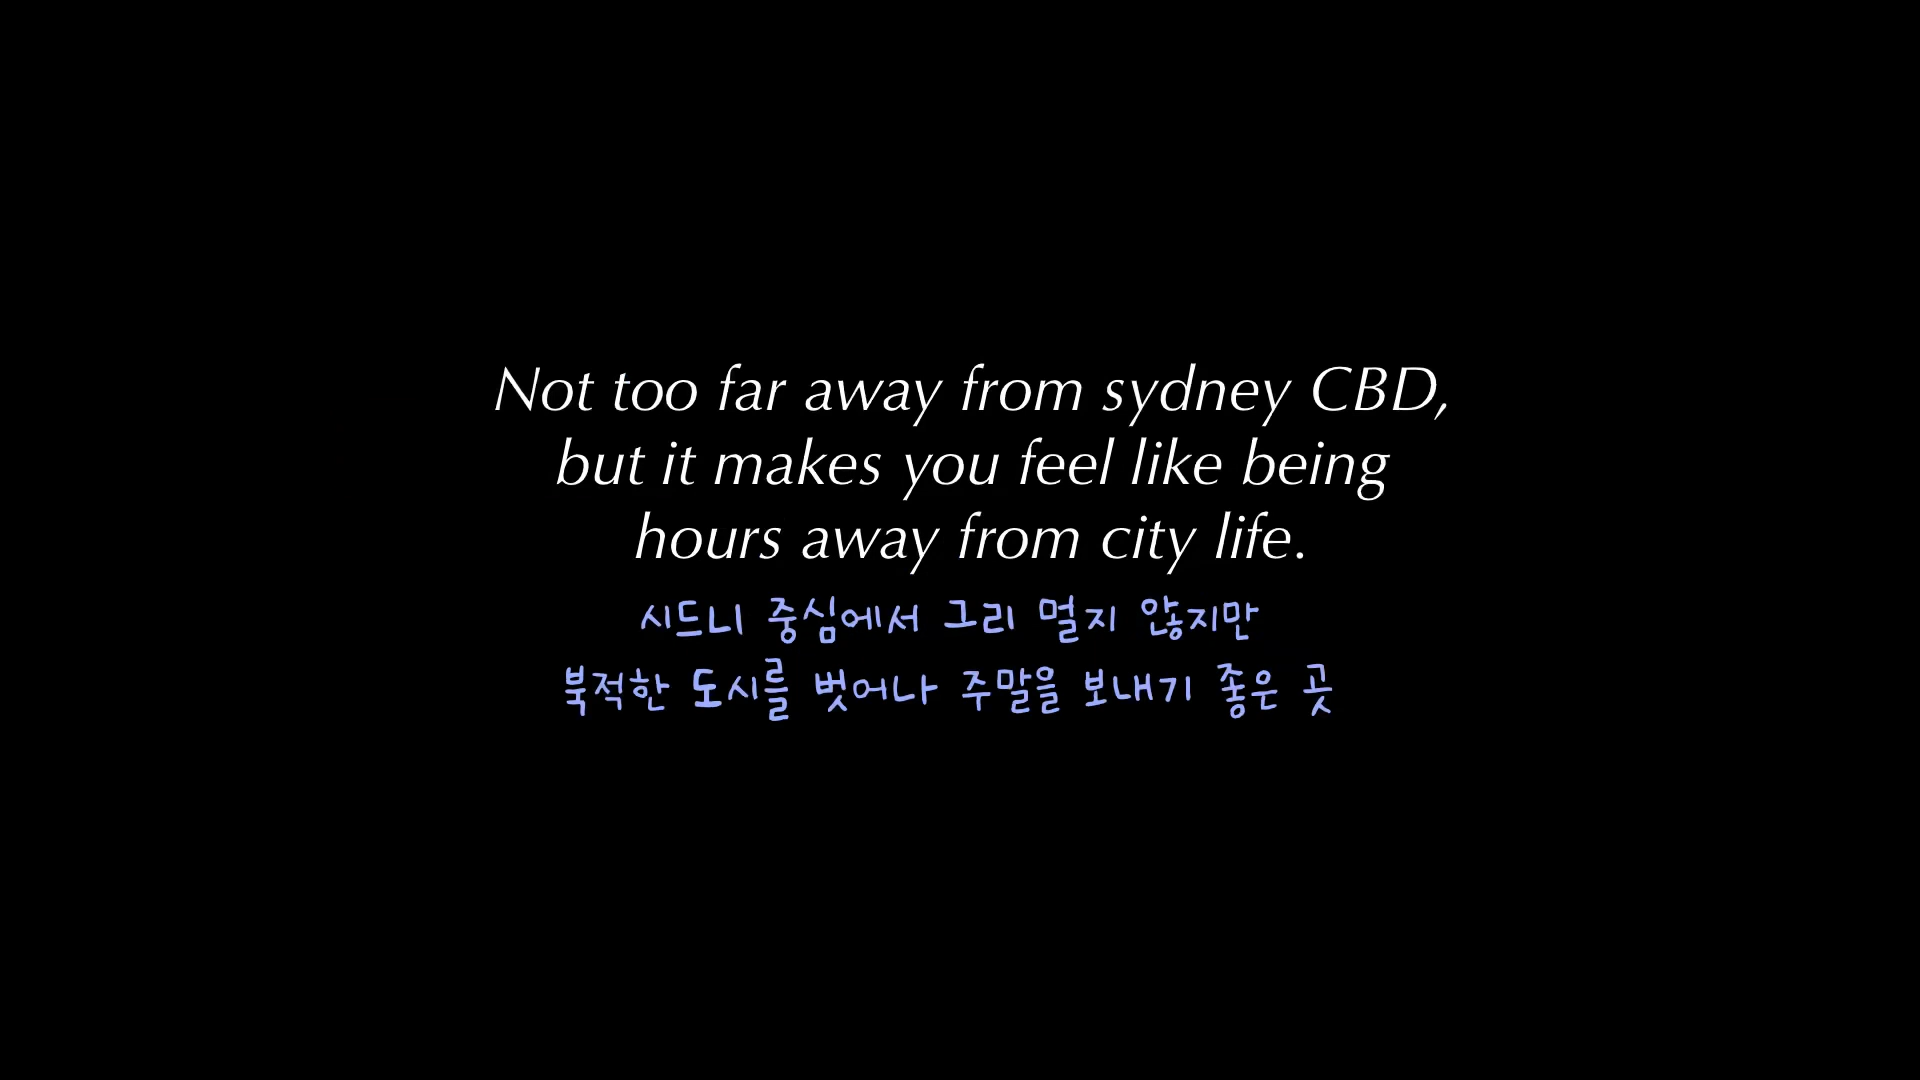 Not too far away from sydney CBD,
but it makes you feel like being
hours away from city life.
시드니 중심에서 그리 멀지 않지만
북적한 도시를 벗어나 주말을 보내기 좋은 곳